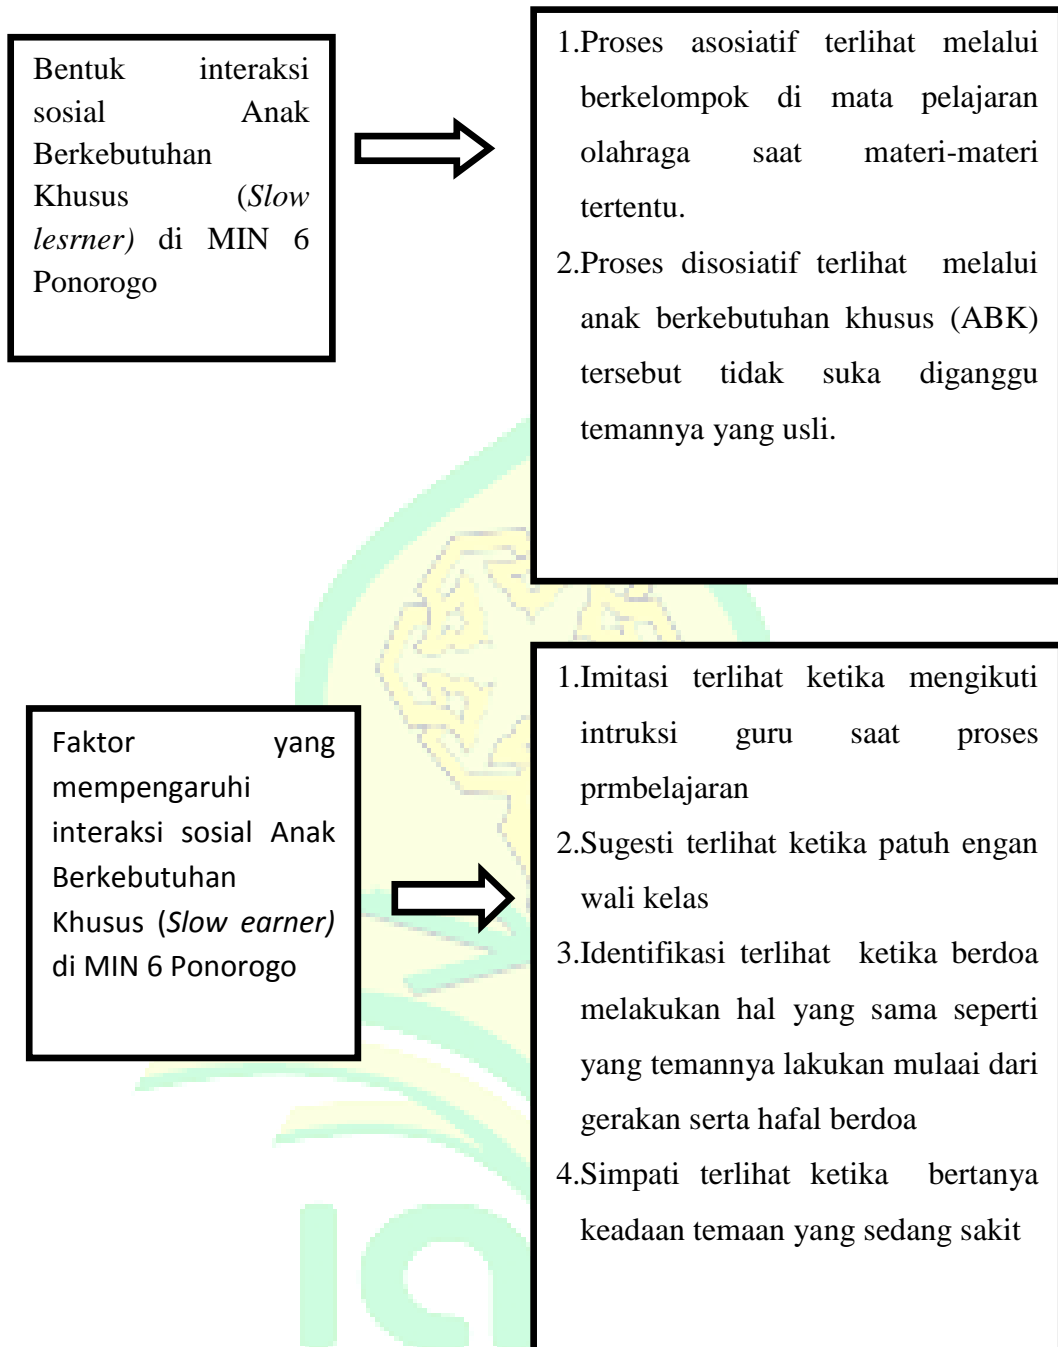 Bentuk interaksi
sosial Anak
Berkebutuhan
Khusus (Slow
lesrner) di MIN 6
Ponorogo
1.Proses asosiatif terlihat melalui
berkelompok di mata pelajaran
olahraga saat materi-materi
tertentu.
2.Proses disosiatif terlihat melalui
anak berkebutuhan khusus (ABK)
tersebut tidak suka diganggu
temannya yang usli.
Faktor yang
mempengaruhi
interaksi sosial Anak
Berkebutuhan
Khusus (Slow earner)
di MIN 6 Ponorogo
1.Imitasi terlihat ketika mengikuti
intruksi guru saat proses
prmbelajaran
2.Sugesti terlihat ketika patuh engan
wali kelas
3.Identifikasi terlihat ketika berdoa
melakukan hal yang sama seperti
yang temannya lakukan mulaai dari
gerakan serta hafal berdoa
4.Simpati terlihat ketika bertanya
keadaan temaan yang sedang sakit